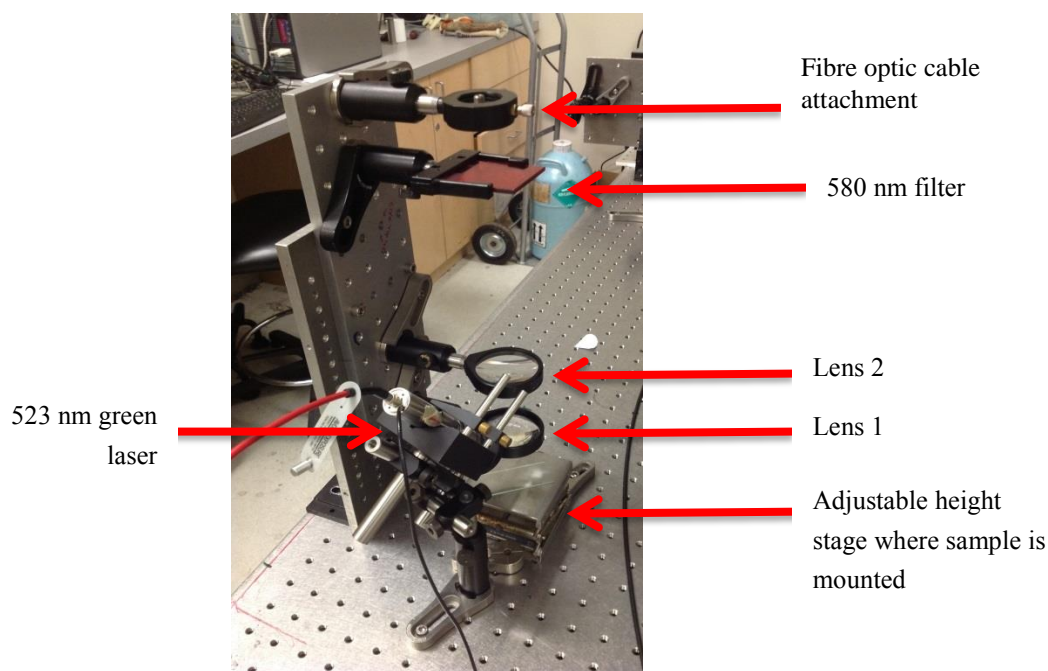 Fibre optic cable
attachment
580 nm filter
Lens 2
523 nm green
laser
Lens 1
Adjustable height
stage where sample is
mounted